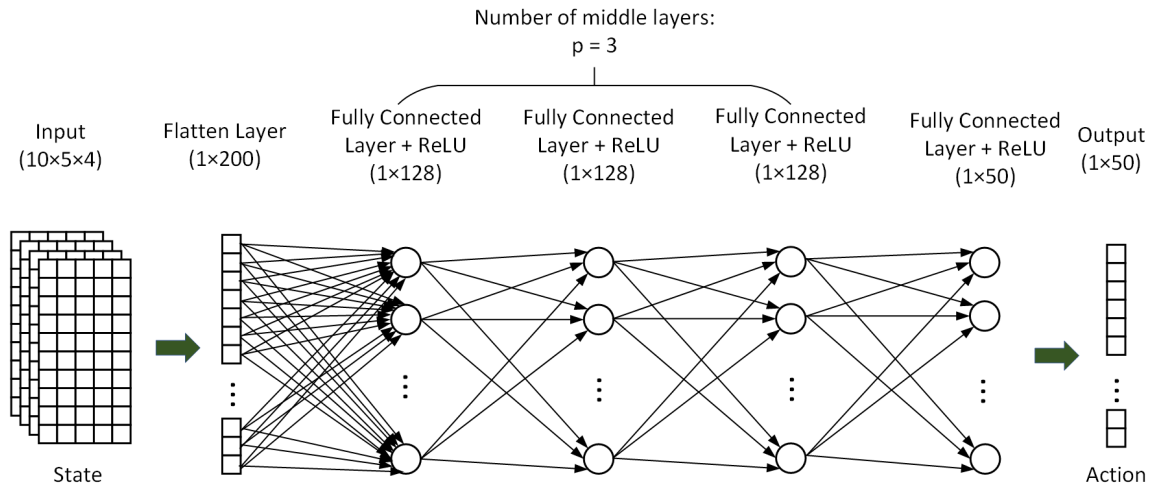 Number of middle layers:
p = 3
Input
(10×5×4)
Flatten Layer
(1×200)
Fully Connected
Layer + ReLU
(1×128)
Fully Connected
Layer + ReLU
(1×128)
Fully Connected
Layer + ReLU
(1×128)
Fully Connected
Layer + ReLU
(1×50)
Output
(1×50)
State
Action